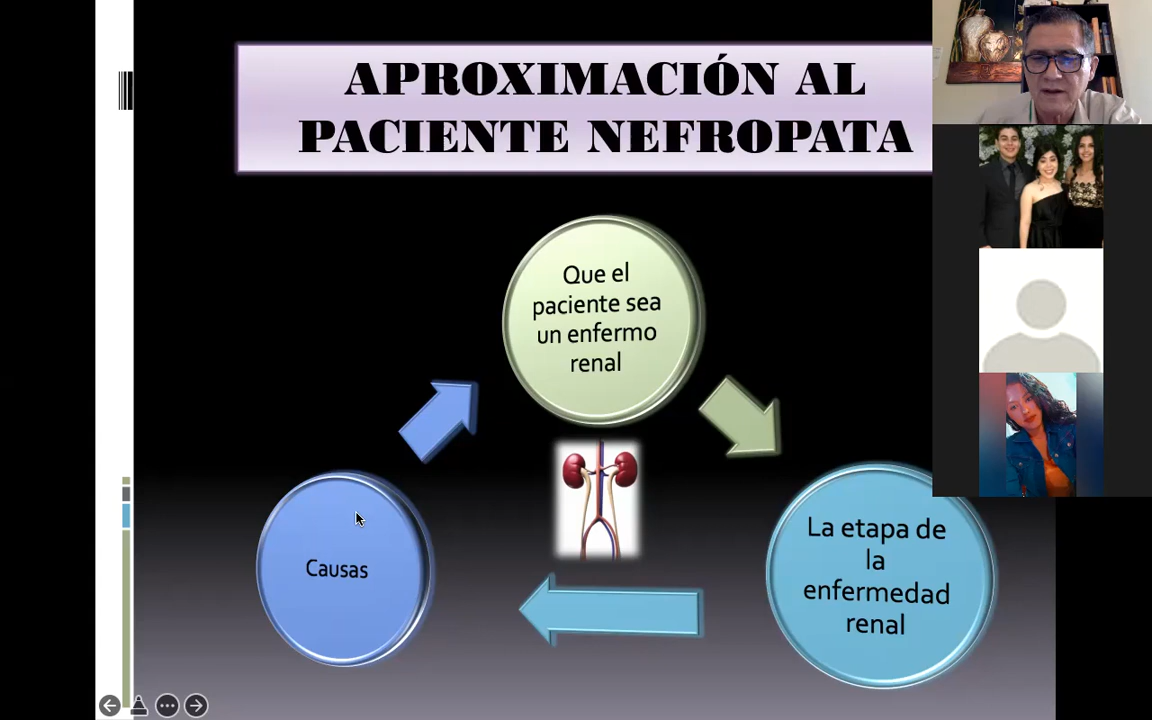 APROXIMACIÓN AL
PACIENTE NEFROPATA
Que el
paciente sea
un enfermo
renal
La etapa de
la
enfermedad
renal
Causas